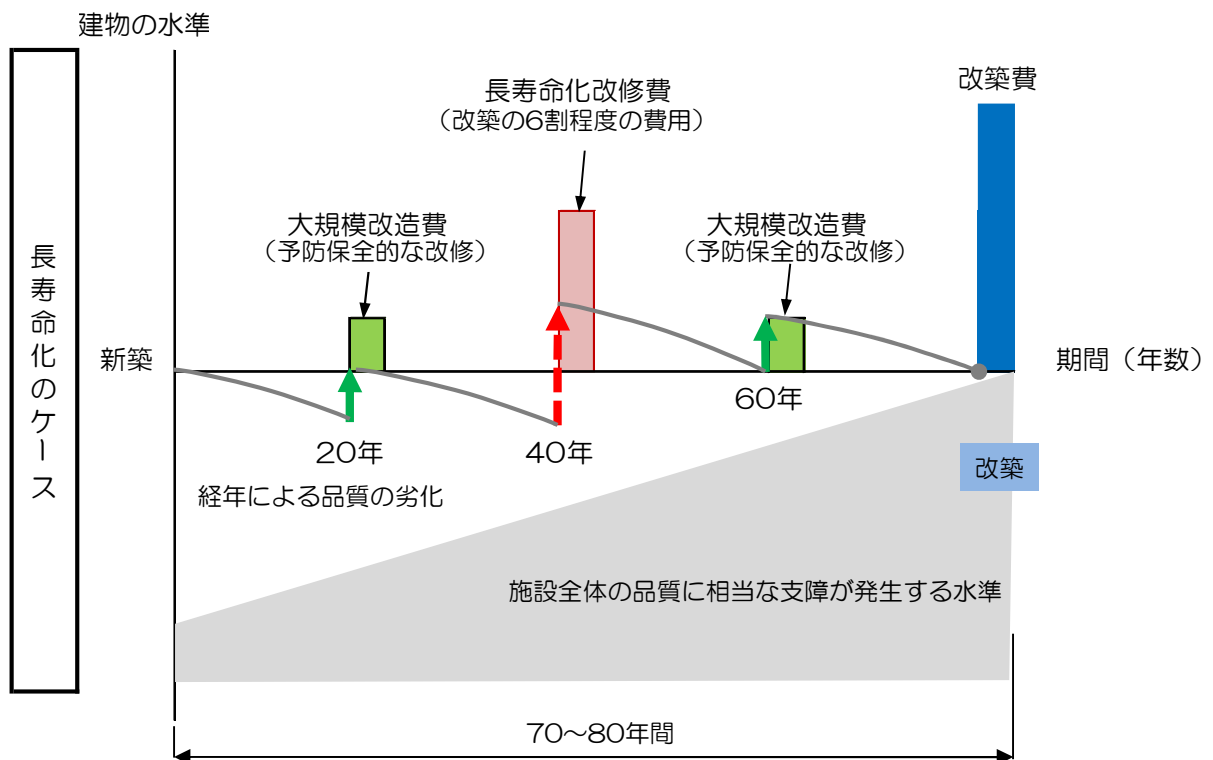 建物の水準
長寿命化のケース
改築費
長寿命化改修費
（改築の6割程度の費用）
大規模改造費
（予防保全的な改修）
大規模改造費
（予防保全的な改修）
新築
期間（年数）
20年
40年
60年
経年による品質の劣化
改築
施設全体の品質に相当な支障が発生する水準
70～80年間